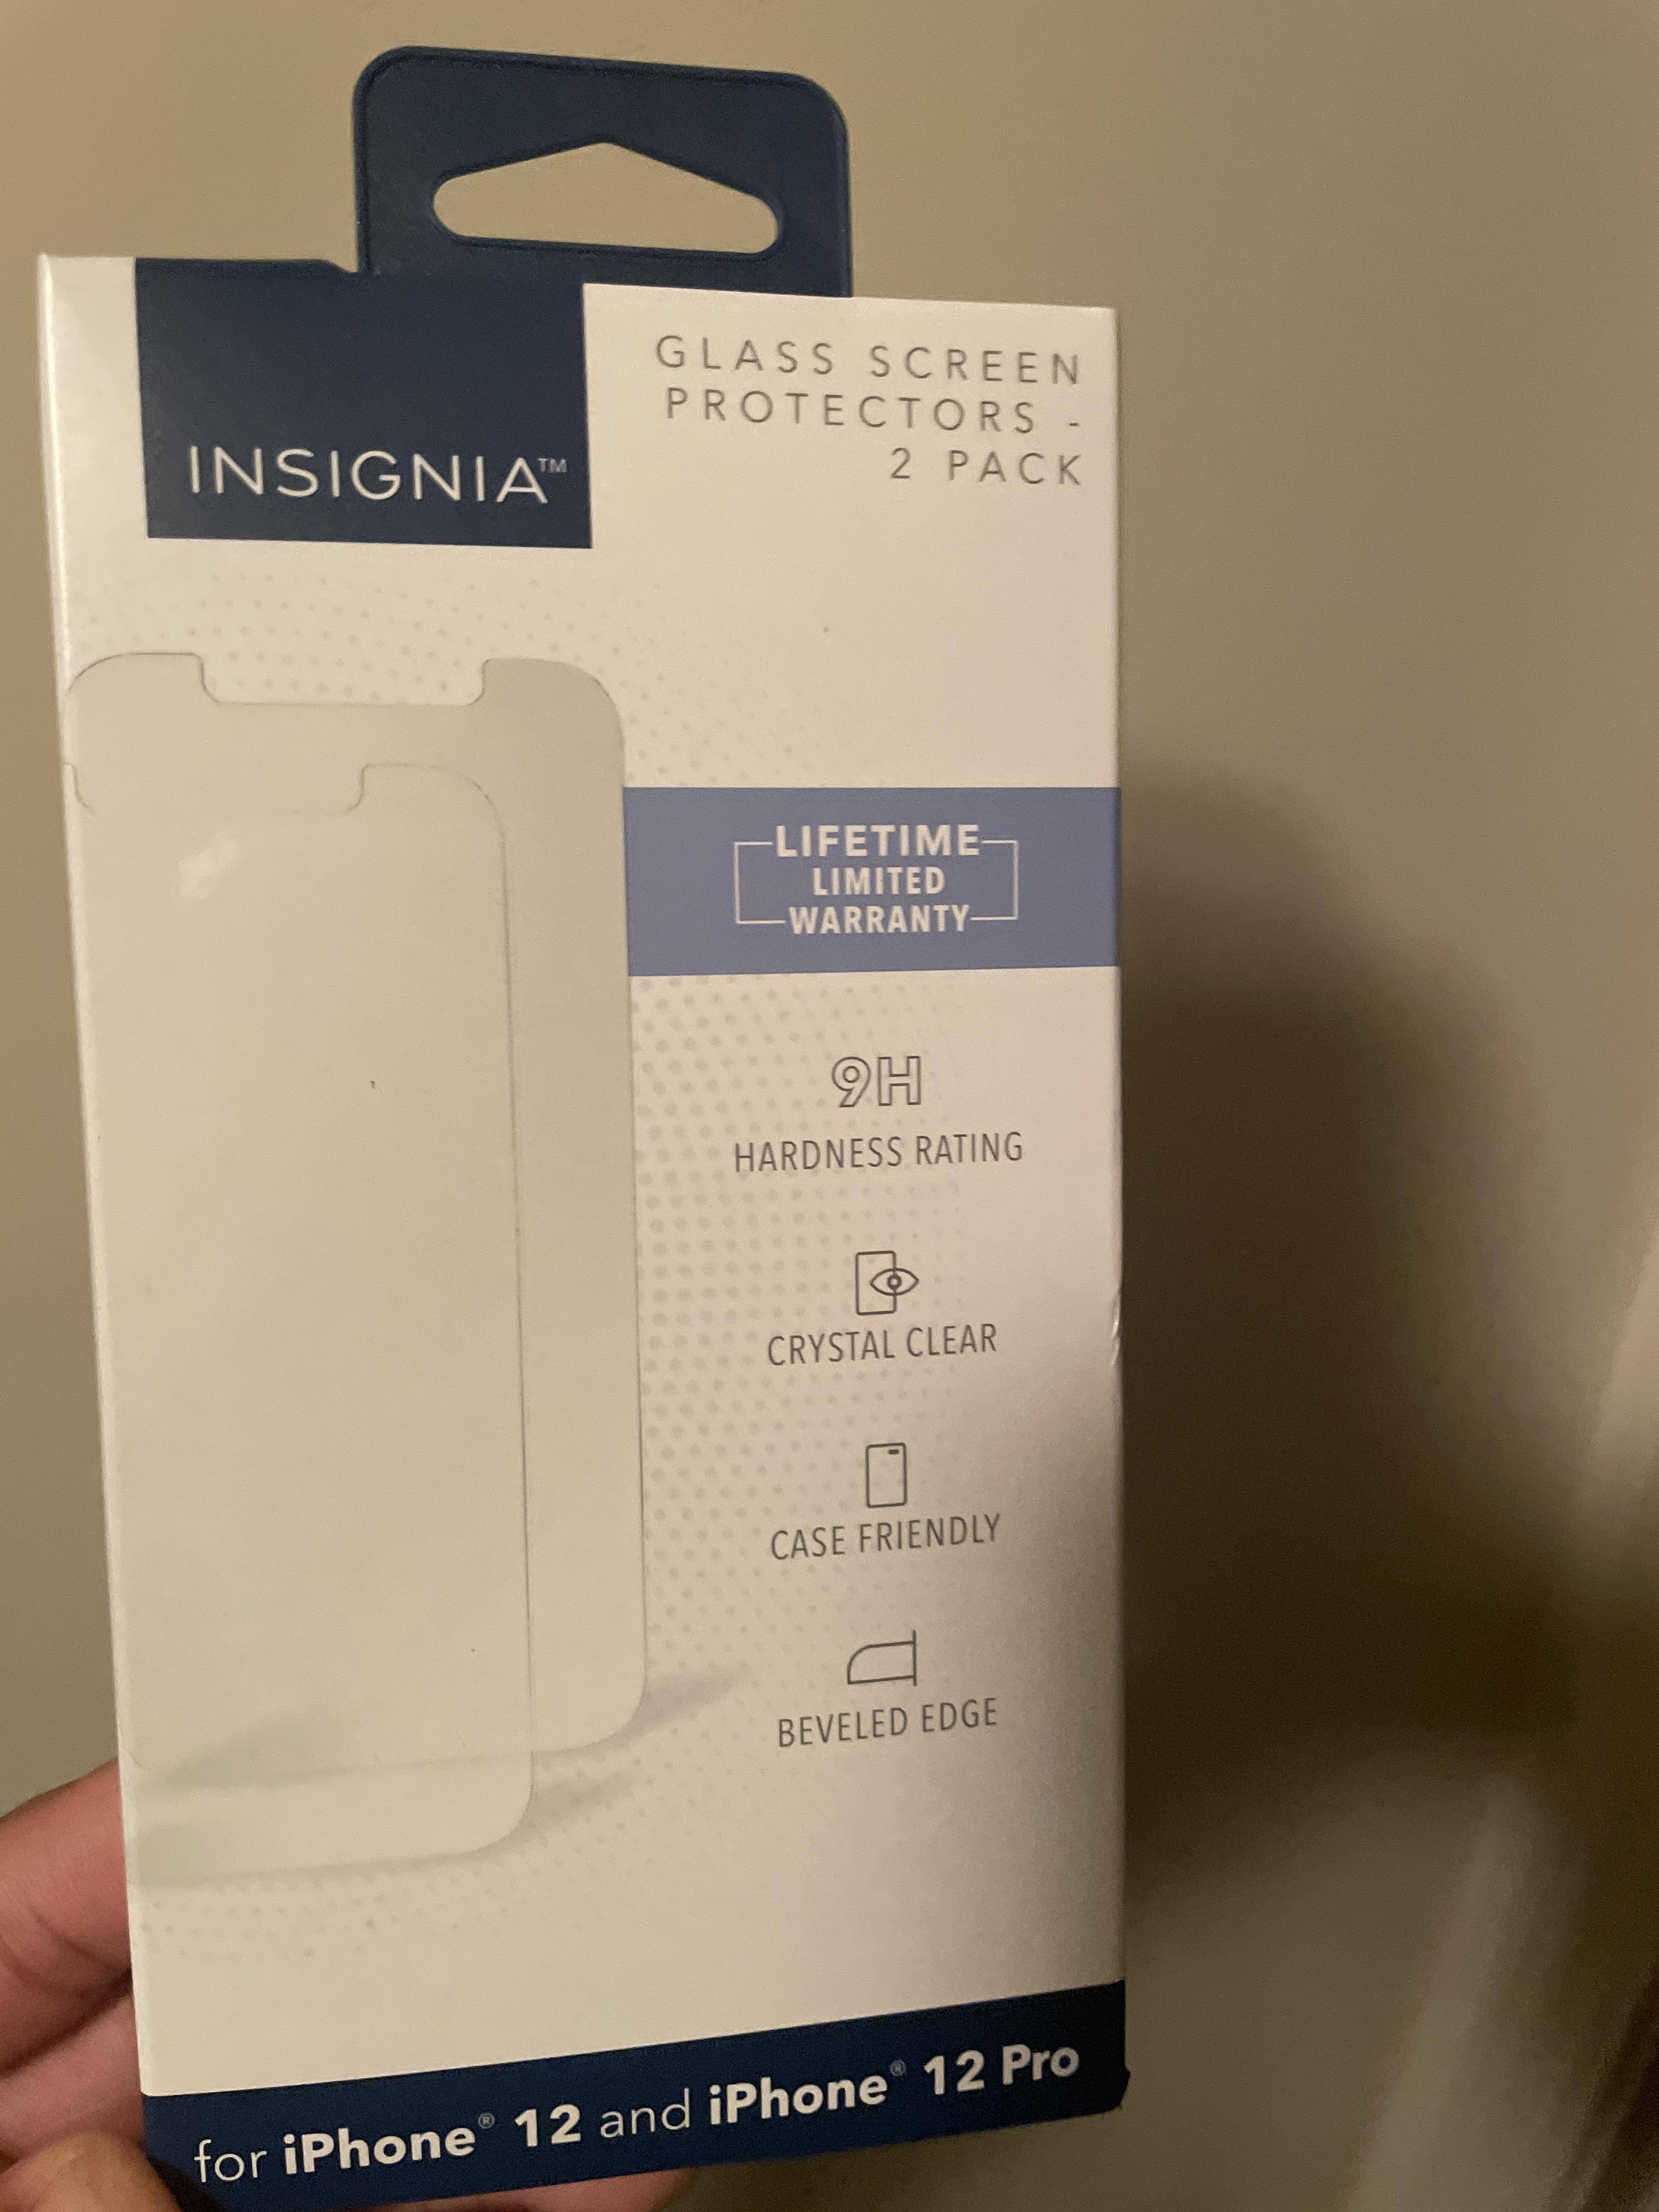 INSIGNIA™
GLASS SCREEN
PROTECTORS -
2 PACK
LIFETIME
LIMITED
WARRANTY
9H
HARDNESS RATING
CRYSTAL CLEAR
CASE FRIENDLY
BEVELED EDGE
for iPhone® 12 and iPhone® 12 Pro